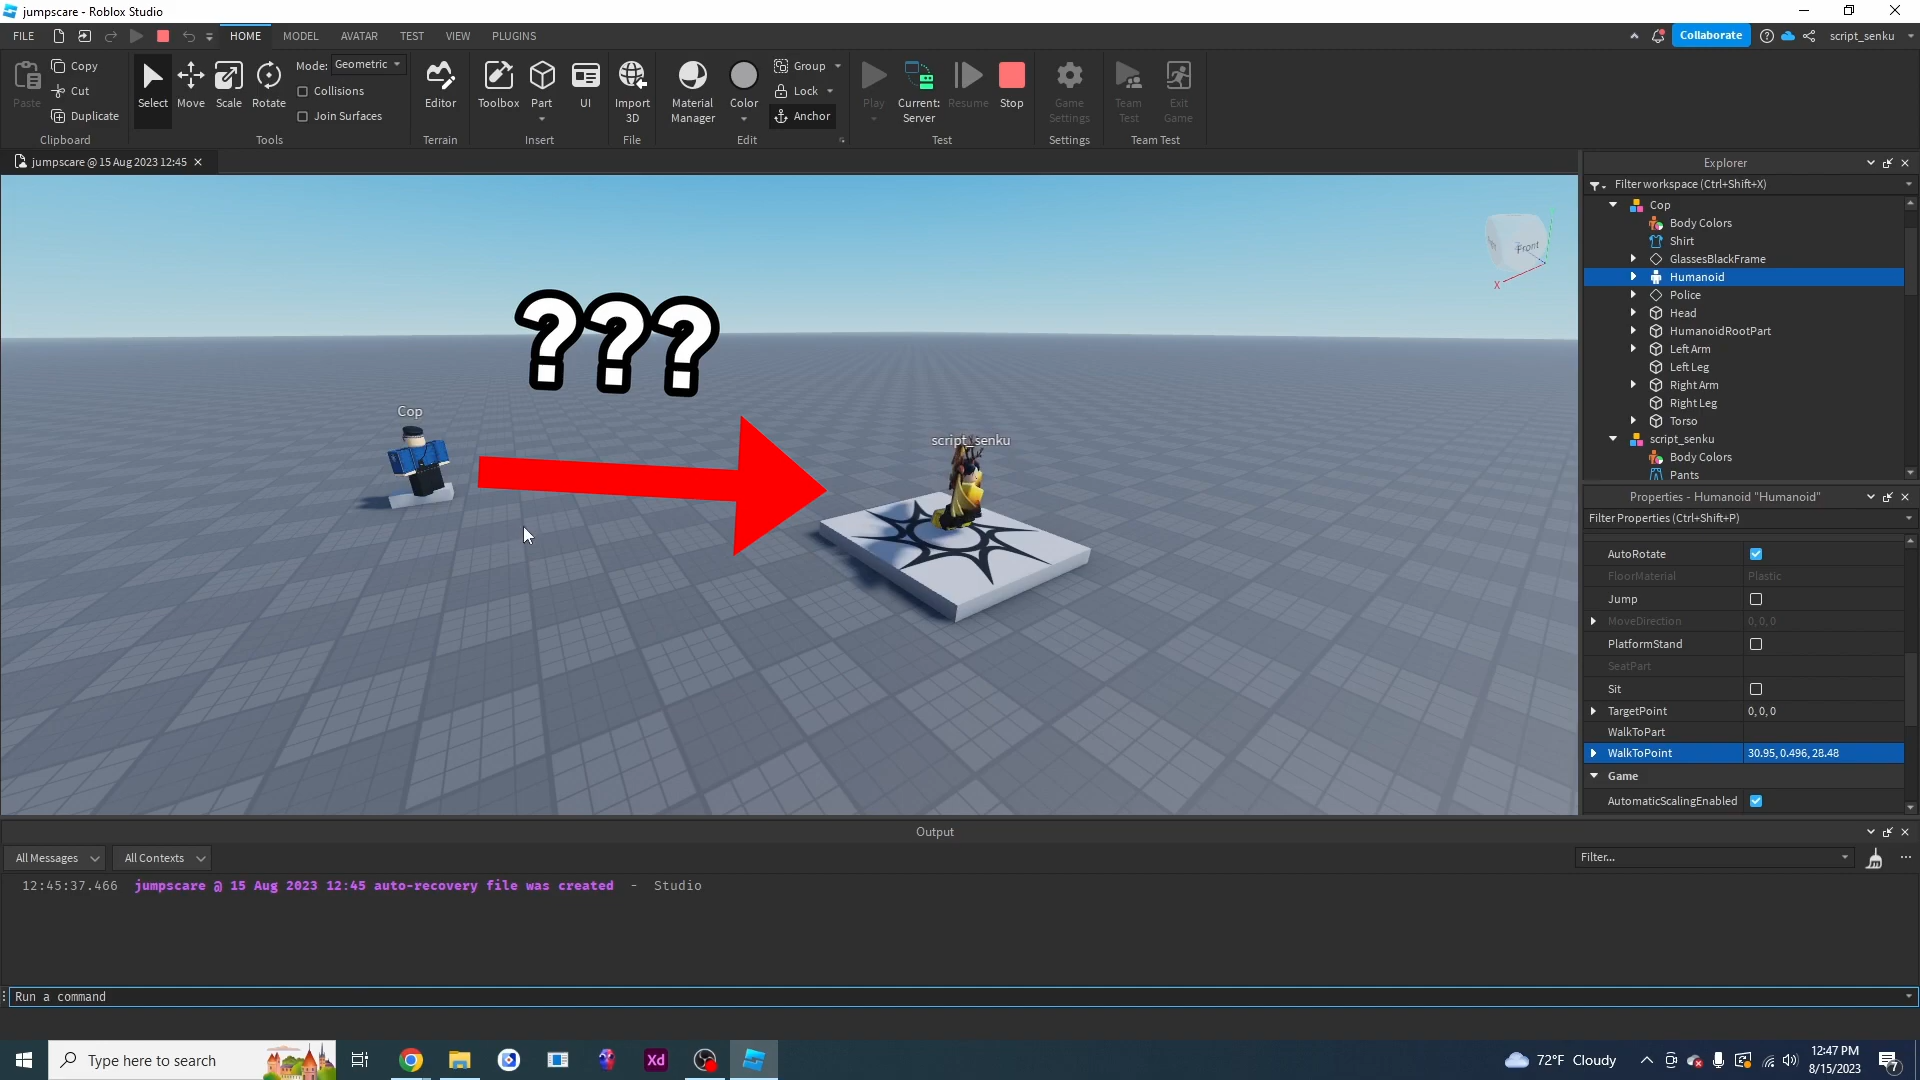 jumpscare - Roblox Studio
FILE
HOME
MODEL
AVATAR
TEST
VIEW
PLUGINS
Collaborate
script_senku
Paste
Copy
Cut
Duplicate
Clipboard
Select
Move
Scale
Rotate
Mode: Geometric
Collisions
Join Surfaces
Tools
Editor
Terrain
Toolbox
Part
UI
Insert
Import
3D
File
Material
Manager
Color
Group
Lock
Anchor
Edit
Play
Current:
Server
Resume
Stop
Test
Game
Settings
Settings
Team
Test
Exit
Game
Team Test
jumpscare @ 15 Aug 2023 12:45
???
Cop
script_senku
Front
X
Explorer
Filter workspace (Ctrl+Shift+X)
Cop
Body Colors
Shirt
GlassesBlackFrame
Humanoid
Police
Head
HumanoidRootPart
Left Arm
Left Leg
Right Arm
Right Leg
Torso
script_senku
Body Colors
Pants
Properties - Humanoid "Humanoid"
Filter Properties (Ctrl+Shift+P)
AutoRotate
FloorMaterial Plastic
Jump
MoveDirection 0, 0, 0
PlatformStand
SeatPart
Sit
TargetPoint 0, 0, 0
WalkToPart
WalkToPoint 30.95, 0.496, 28.48
Game
AutomaticScalingEnabled
Output
All Messages
All Contexts
Filter...
12:45:37.466 jumpscare @ 15 Aug 2023 12:45 auto-recovery file was created - Studio
Run a command
Type here to search
Xd
72°F Cloudy
12:47 PM
8/15/2023
7